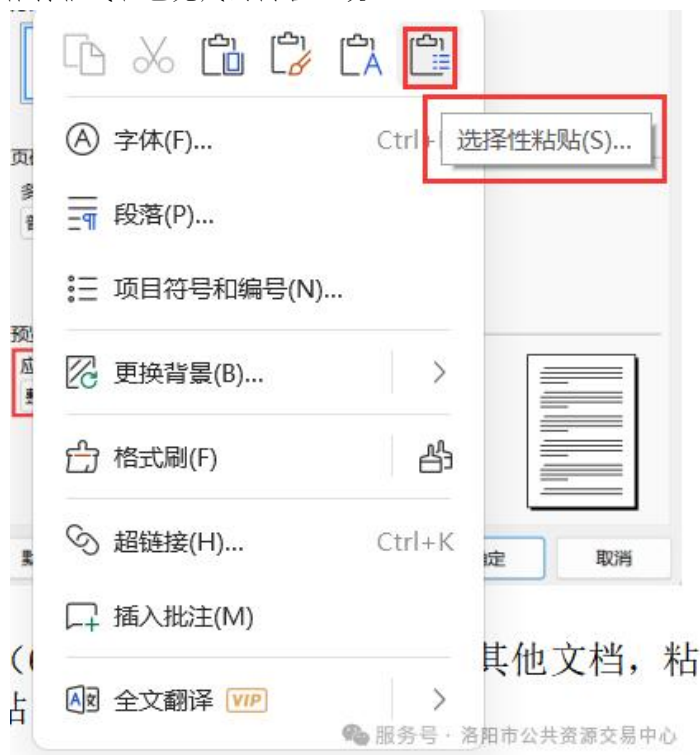 字体(F)...
选择性粘贴(S)...
段落(P)...
项目符号和编号(N)...
更换背景(B)...
格式刷(F)
超链接(H)... Ctrl+K
取消
插入批注(M)
其他文档，粘
全文翻译 VIP
服务号 · 洛阳市公共资源交易中心